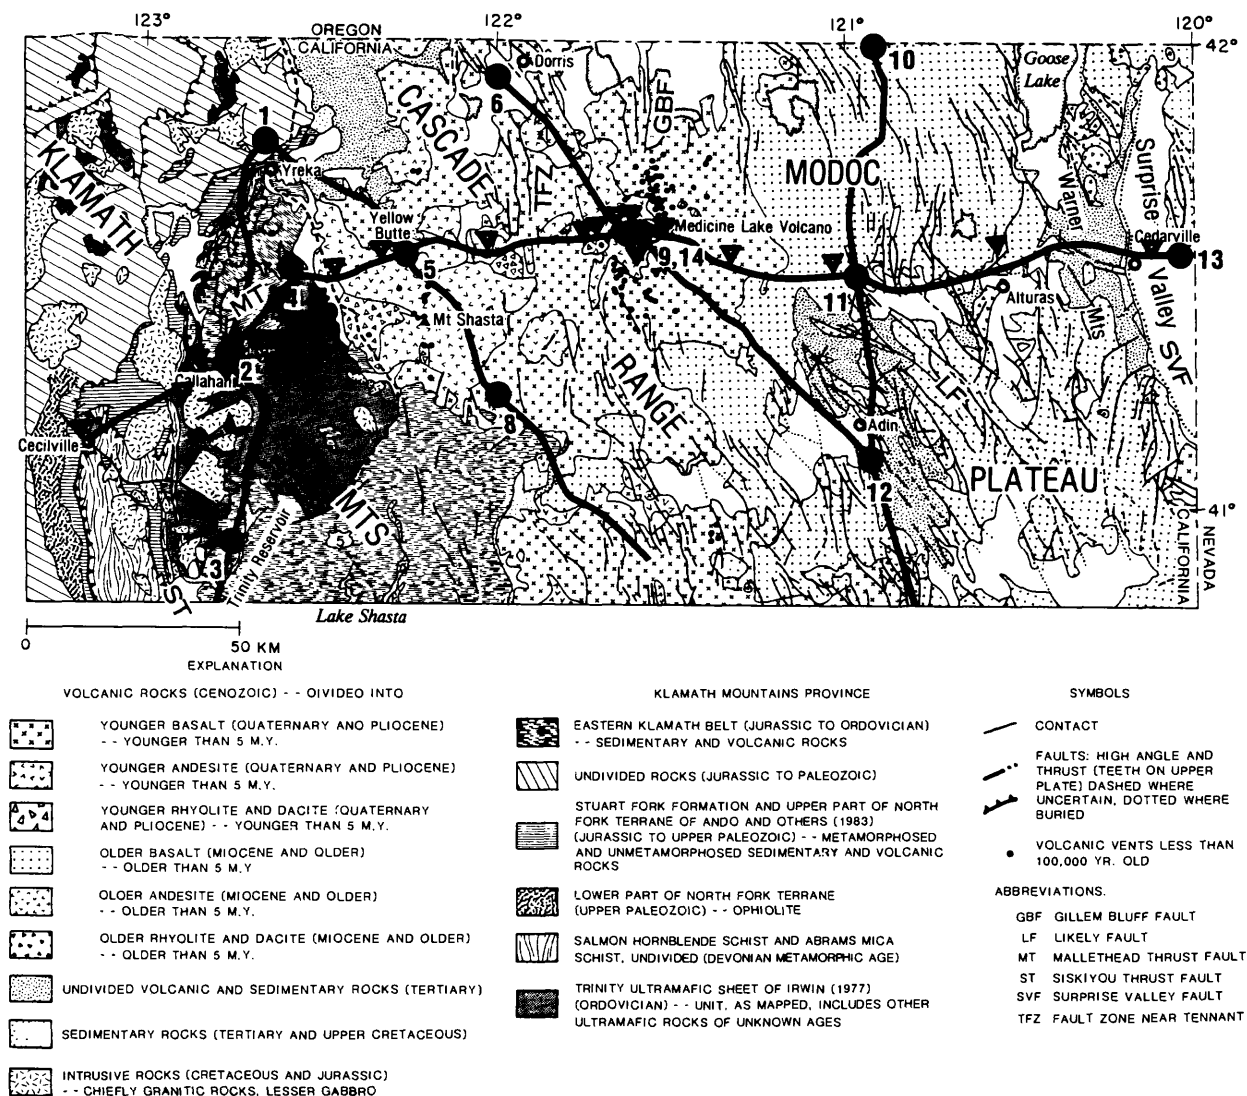 123° 122° 121° 120°
OREGON
CALIFORNIA
42°
Dorris
6
10
Goose
Lake
1
CASCADE
GBF
KLAMATH
Yreka
TFZ
MODOC
Warner
Surprise
Yellow
Butte
Medicine Lake Volcano
Cedarville
5
9,14
13
MT
4
11
Alturas
Valley
Mts
Mt Shasta
SVF
Callahan
2
RANGE
LF
8
Cecilville
Adin
12
PLATEAU
41°
MTS
3
Trinity Reservoir
ST
CALIFORNIA
NEVADA
Lake Shasta
0 50 KM
EXPLANATION
VOLCANIC ROCKS (CENOZOIC) - - OIVIDED INTO
YOUNGER BASALT (QUATERNARY ANO PLIOCENE)
- - YOUNGER THAN 5 M.Y.
YOUNGER ANDESITE (QUATERNARY AND PLIOCENE)
- - YOUNGER THAN 5 M.Y.
YOUNGER RHYOLITE AND DACITE (QUATERNARY
AND PLIOCENE) - - YOUNGER THAN 5 M.Y.
OLDER BASALT (MIOCENE AND OLDER)
- - OLDER THAN 5 M.Y
OLOER ANDESITE (MIOCENE AND OLDER)
- - OLDER THAN 5 M.Y.
OLDER RHYOLITE AND DACITE (MIOCENE AND OLDER)
- - OLDER THAN 5 M.Y.
UNDIVIDED VOLCANIC AND SEDIMENTARY ROCKS (TERTIARY)
SEDIMENTARY ROCKS (TERTIARY AND UPPER CRETACEOUS)
INTRUSIVE ROCKS (CRETACEOUS AND JURASSIC)
- - CHIEFLY GRANITIC ROCKS, LESSER GABBRO
KLAMATH MOUNTAINS PROVINCE
EASTERN KLAMATH BELT (JURASSIC TO ORDOVICIAN)
- - SEDIMENTARY AND VOLCANIC ROCKS
UNDIVIDED ROCKS (JURASSIC TO PALEOZOIC)
STUART FORK FORMATION AND UPPER PART OF NORTH
FORK TERRANE OF ANDO AND OTHERS (1983)
(JURASSIC TO UPPER PALEOZOIC) - - METAMORPHOSED
AND UNMETAMORPHOSED SEDIMENTARY AND VOLCANIC
ROCKS
LOWER PART OF NORTH FORK TERRANE
(UPPER PALEOZOIC) - - OPHIOLITE
SALMON HORNBLENDE SCHIST AND ABRAMS MICA
SCHIST, UNDIVIDED (DEVONIAN METAMORPHIC AGE)
TRINITY ULTRAMAFIC SHEET OF IRWIN (1977)
(ORDOVICIAN) - - UNIT, AS MAPPED, INCLUDES OTHER
ULTRAMAFIC ROCKS OF UNKNOWN AGES
SYMBOLS
CONTACT
FAULTS: HIGH ANGLE AND
THRUST (TEETH ON UPPER
PLATE) DASHED WHERE
UNCERTAIN, DOTTED WHERE
BURIED
VOLCANIC VENTS LESS THAN
100,000 YR. OLD
ABBREVIATIONS.
GBF GILLEM BLUFF FAULT
LF LIKELY FAULT
MT MALLETHEAD THRUST FAULT
ST SISKIYOU THRUST FAULT
SVF SURPRISE VALLEY FAULT
TFZ FAULT ZONE NEAR TENNANT